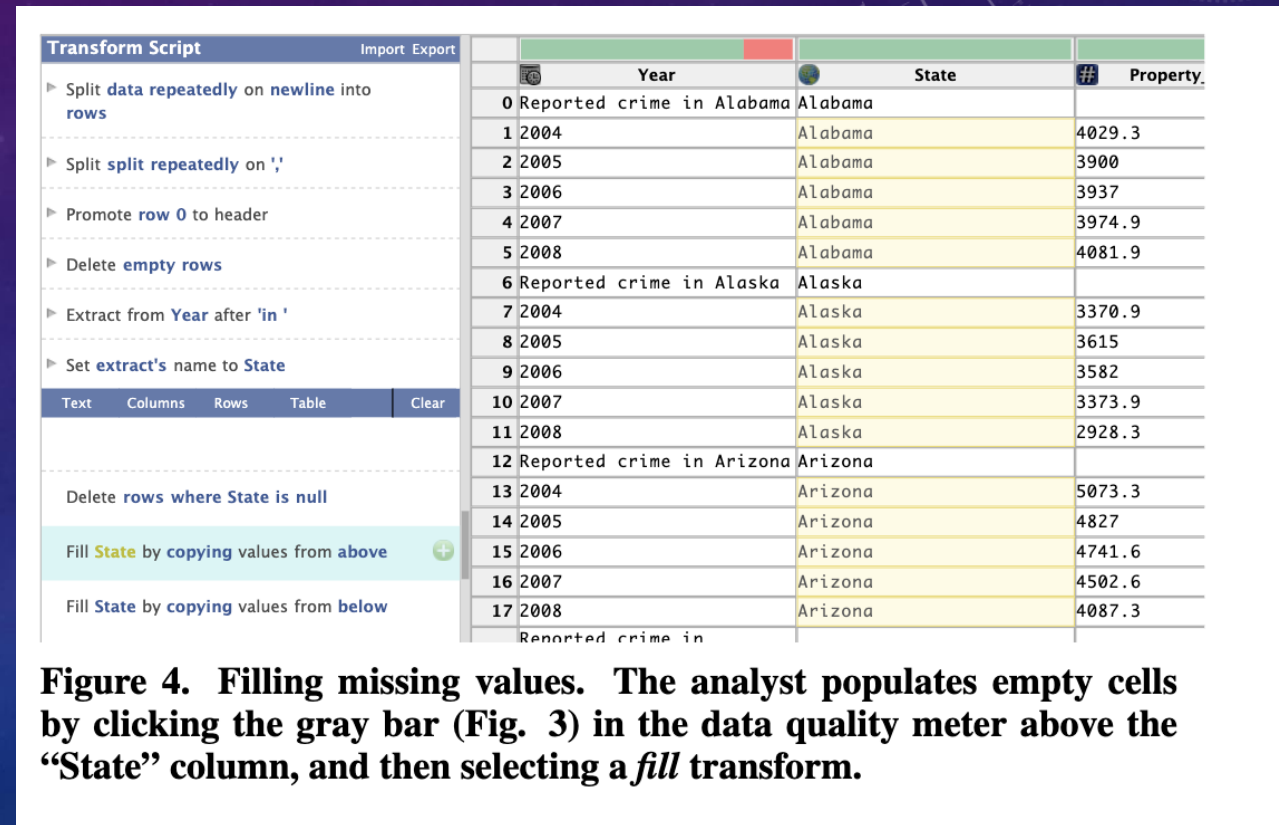 Transform Script Import Export
Split data repeatedly on newline into
rows
Split split repeatedly on ','
Promote row 0 to header
Delete empty rows
Extract from Year after 'in '
Set extract's name to State
Text Columns Rows Table Clear
Delete rows where State is null
Fill State by copying values from above
Fill State by copying values from below
Year State # Property_
0 Reported crime in Alabama Alabama
1 2004 Alabama 4029.3
2 2005 Alabama 3900
3 2006 Alabama 3937
4 2007 Alabama 3974.9
5 2008 Alabama 4081.9
6 Reported crime in Alaska Alaska
7 2004 Alaska 3370.9
8 2005 Alaska 3615
9 2006 Alaska 3582
10 2007 Alaska 3373.9
11 2008 Alaska 2928.3
12 Reported crime in Arizona Arizona
13 2004 Arizona 5073.3
14 2005 Arizona 4827
15 2006 Arizona 4741.6
16 2007 Arizona 4502.6
17 2008 Arizona 4087.3
Reported crime in
Figure 4. Filling missing values. The analyst populates empty cells
by clicking the gray bar (Fig. 3) in the data quality meter above the
“State” column, and then selecting a fill transform.